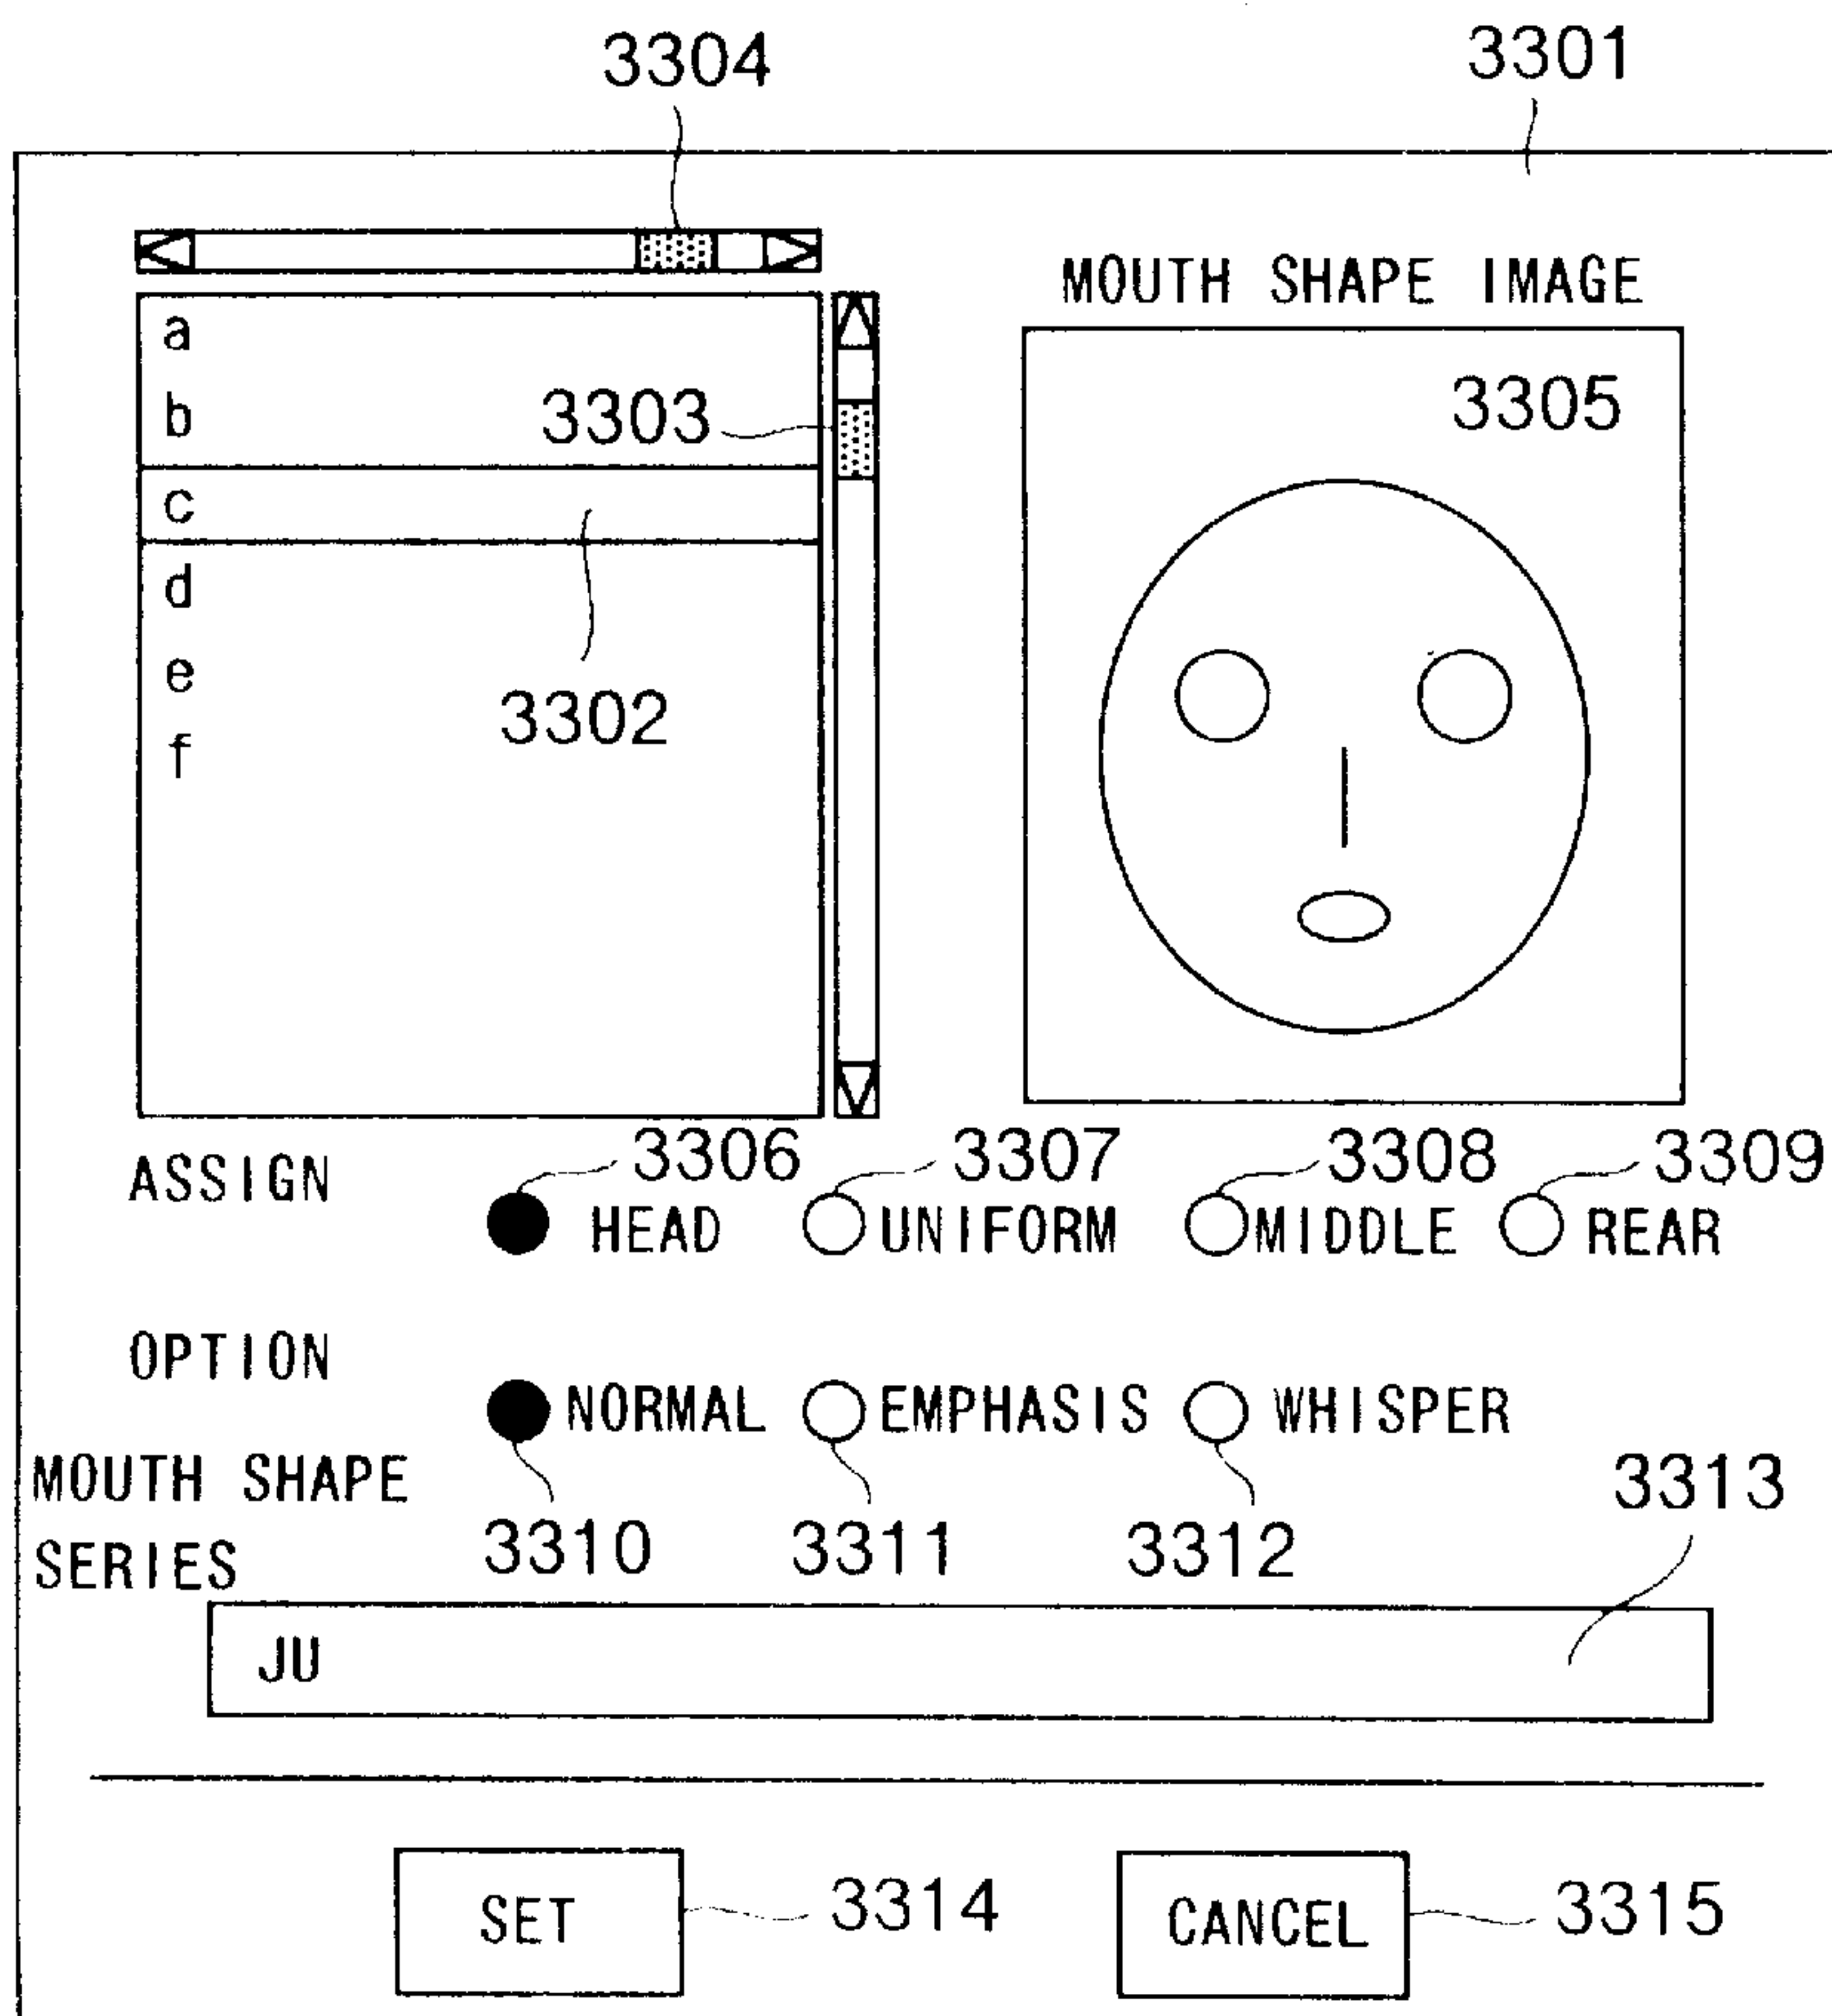 3304
3301
MOUTH SHAPE IMAGE
a
b
3303
3305
c
d
e
3302
f
ASSIGN
3306
3307
3308
3309
HEAD
UNIFORM
MIDDLE
REAR
OPTION
NORMAL
EMPHASIS
WHISPER
MOUTH SHAPE
SERIES
3310
3311
3312
3313
JU
SET
3314
CANCEL
3315